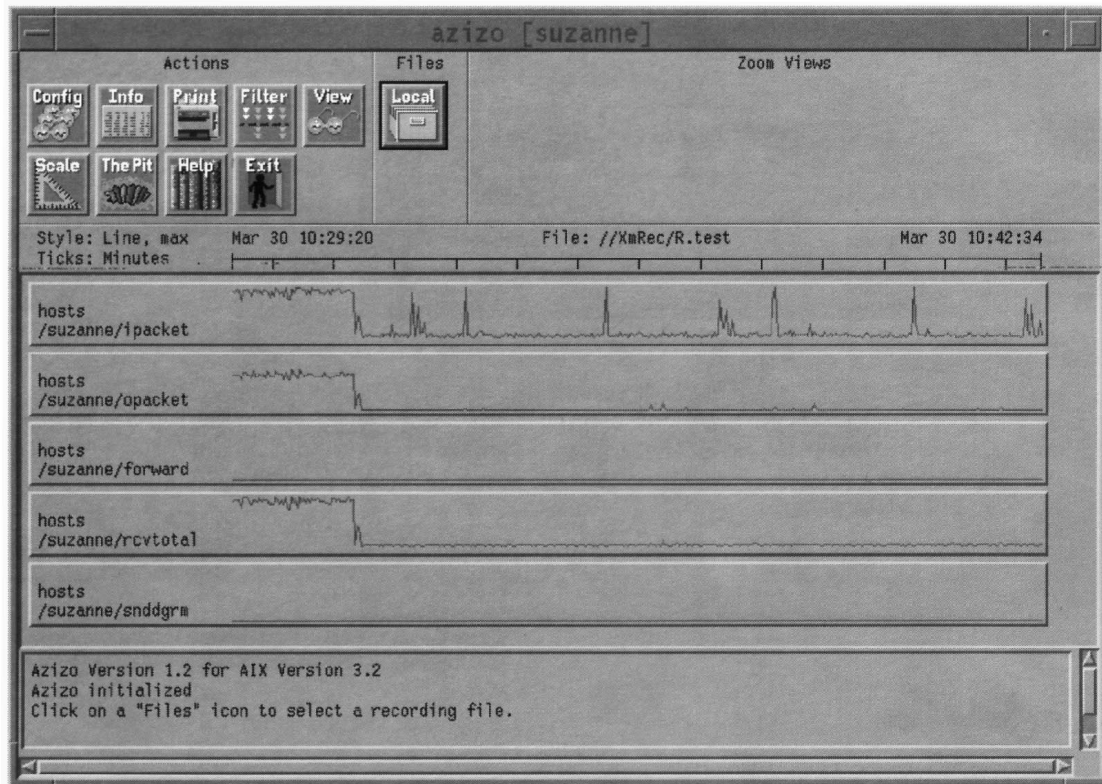 azizo [suzanne]
Actions
Files
Zoom Views
Config
Info
Print
Filter
View
Local
Scale
The Pit
Help
Exit
Style: Line, max
Mar 30 10:29:20
File: //XmRec/R.test
Mar 30 10:42:34
Ticks: Minutes
hosts
/suzanne/ipacket
hosts
/suzanne/opacket
hosts
/suzanne/forward
hosts
/suzanne/rcvtotal
hosts
/suzanne/snddgrm
Azizo Version 1.2 for AIX Version 3.2
Azizo initialized
Click on a "Files" icon to select a recording file.